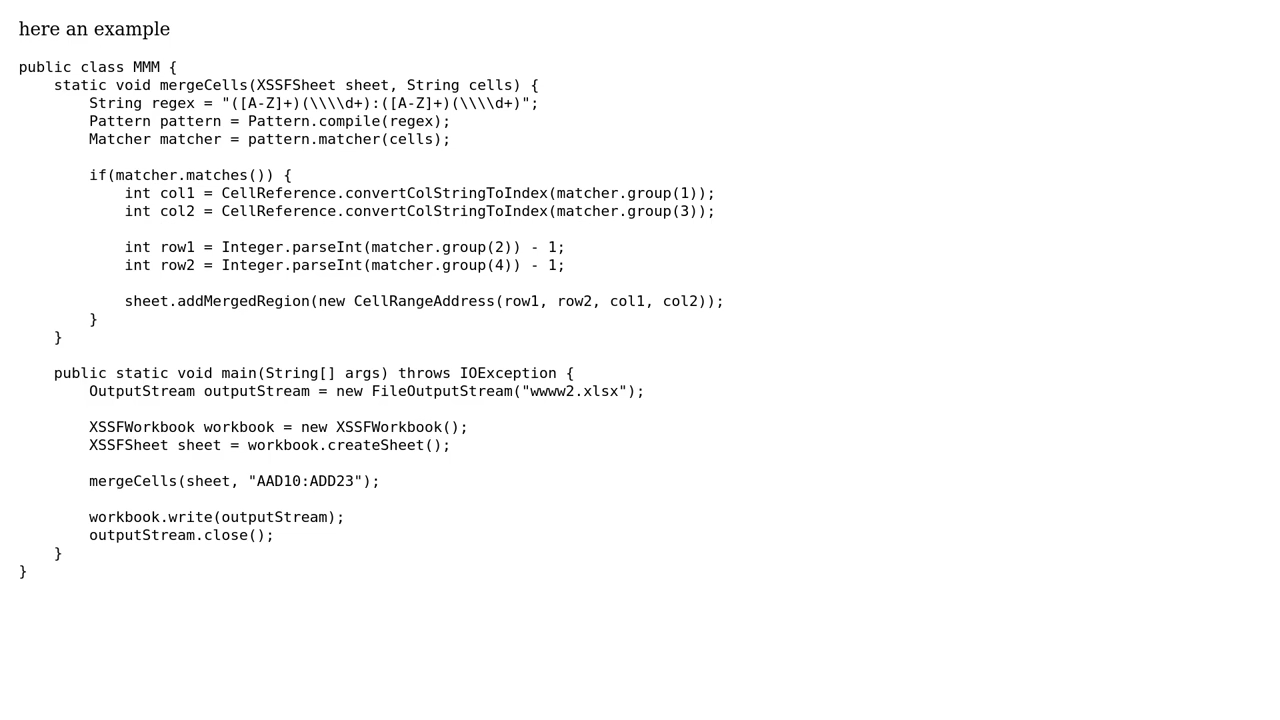 here an example
public class MMM {
    static void mergeCells(XSSFSheet sheet, String cells) {
        String regex = "([A-Z]+)(\\\\d+):([A-Z]+)(\\\\d+)";
        Pattern pattern = Pattern.compile(regex);
        Matcher matcher = pattern.matcher(cells);

        if(matcher.matches()) {
            int col1 = CellReference.convertColStringToIndex(matcher.group(1));
            int col2 = CellReference.convertColStringToIndex(matcher.group(3));

            int row1 = Integer.parseInt(matcher.group(2)) - 1;
            int row2 = Integer.parseInt(matcher.group(4)) - 1;

            sheet.addMergedRegion(new CellRangeAddress(row1, row2, col1, col2));
        }
    }

    public static void main(String[] args) throws IOException {
        OutputStream outputStream = new FileOutputStream("wwww2.xlsx");

        XSSFWorkbook workbook = new XSSFWorkbook();
        XSSFSheet sheet = workbook.createSheet();

        mergeCells(sheet, "AAD10:ADD23");

        workbook.write(outputStream);
        outputStream.close();
    }
}